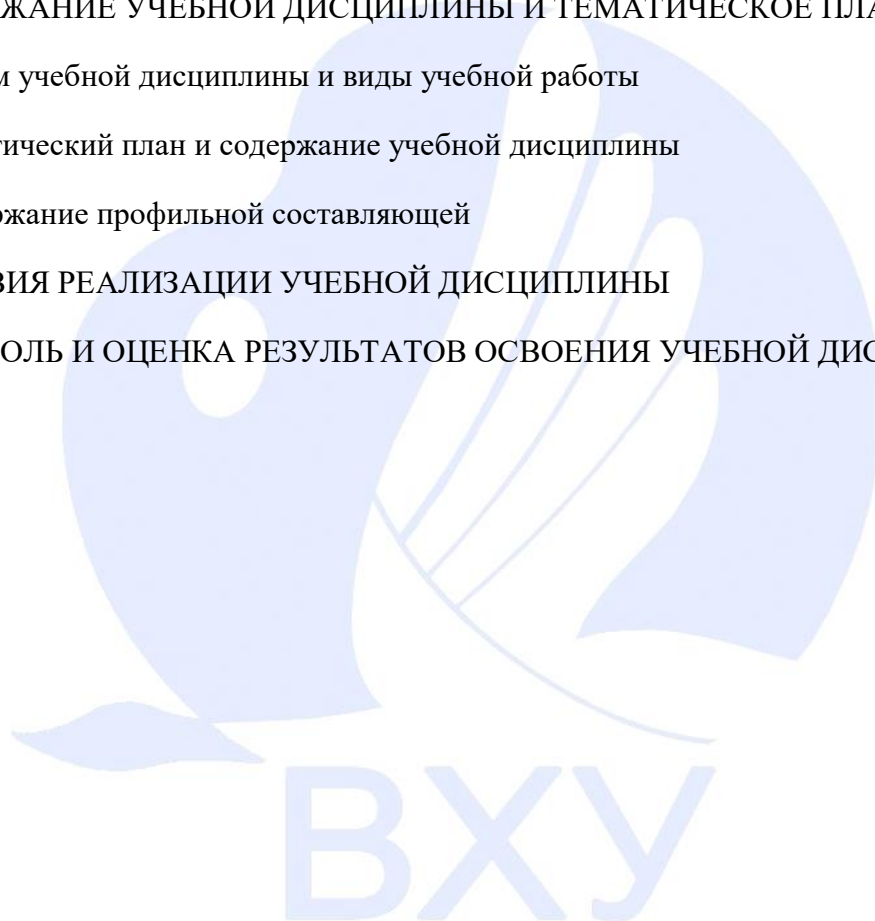 ЖАНИЕ УЧЕБНОЙ ДИСЦИПЛИНЫ И ТЕМАТИЧЕСКОЕ ПЛА
м учебной дисциплины и виды учебной работы
тический план и содержание учебной дисциплины
ржание профильной составляющей
ВИЯ РЕАЛИЗАЦИИ УЧЕБНОЙ ДИСЦИПЛИНЫ
ОЛЬ И ОЦЕНКА РЕЗУЛЬТАТОВ ОСВОЕНИЯ УЧЕБНОЙ ДИС
ВХУ